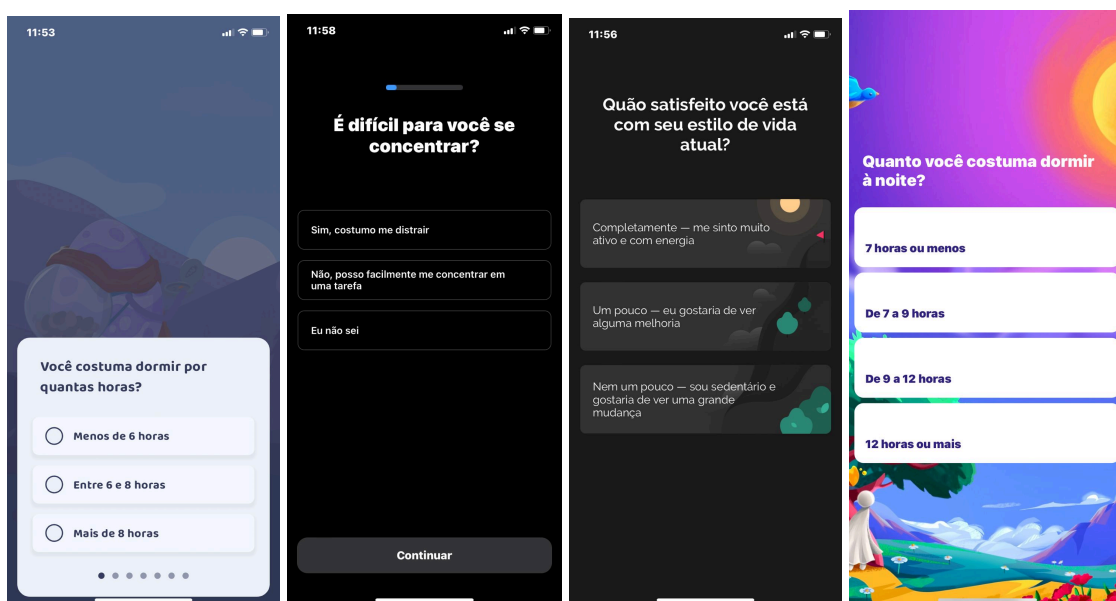 11:53
Você costuma dormir por
quantas horas?
Menos de 6 horas
Entre 6 e 8 horas
Mais de 8 horas
11:58
É difícil para você se
concentrar?
Sim, costumo me distrair
Não, posso facilmente me concentrar em
uma tarefa
Eu não sei
Continuar
11:56
Quão satisfeito você está
com seu estilo de vida
atual?
Completamente — me sinto muito
ativo e com energia
Um pouco — eu gostaria de ver
alguma melhoria
Nem um pouco — sou sedentário e
gostaria de ver uma grande
mudança
Quanto você costuma dormir
à noite?
7 horas ou menos
De 7 a 9 horas
De 9 a 12 horas
12 horas ou mais